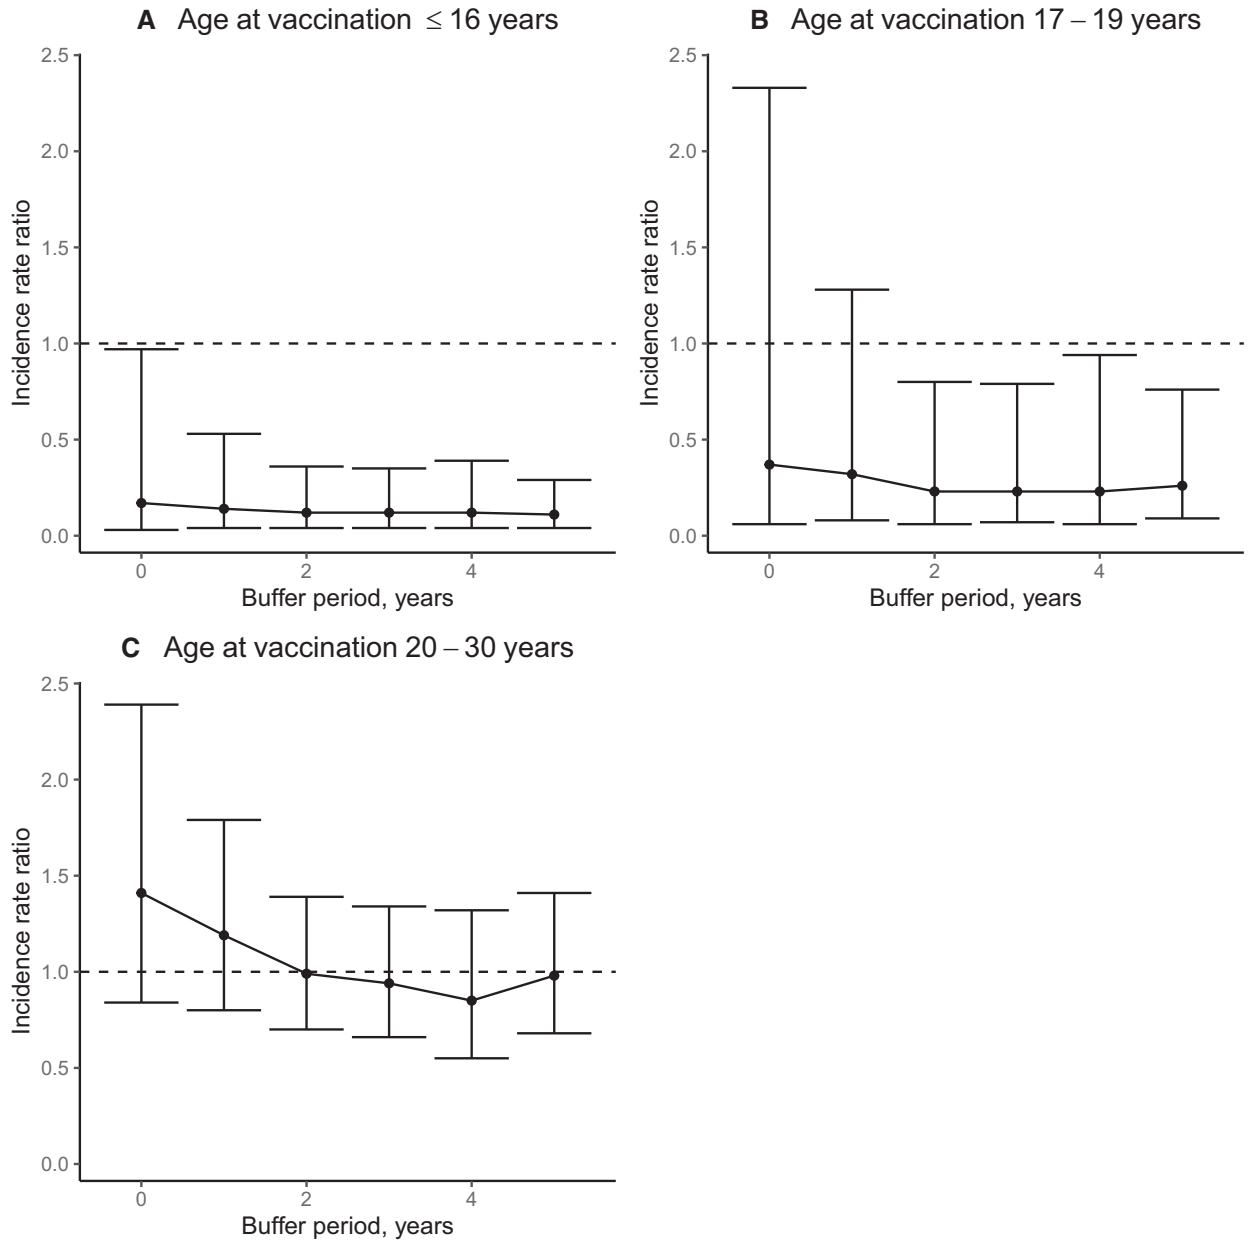 A Age at vaccination ≤ 16 years
2.5
2.0
1.5
1.0
0.5
0.0
Incidence rate ratio
0 2 4
Buffer period, years
B Age at vaccination 17 – 19 years
2.5
2.0
1.5
1.0
0.5
0.0
Incidence rate ratio
0 2 4
Buffer period, years
C Age at vaccination 20 – 30 years
2.5
2.0
1.5
1.0
0.5
0.0
Incidence rate ratio
0 2 4
Buffer period, years